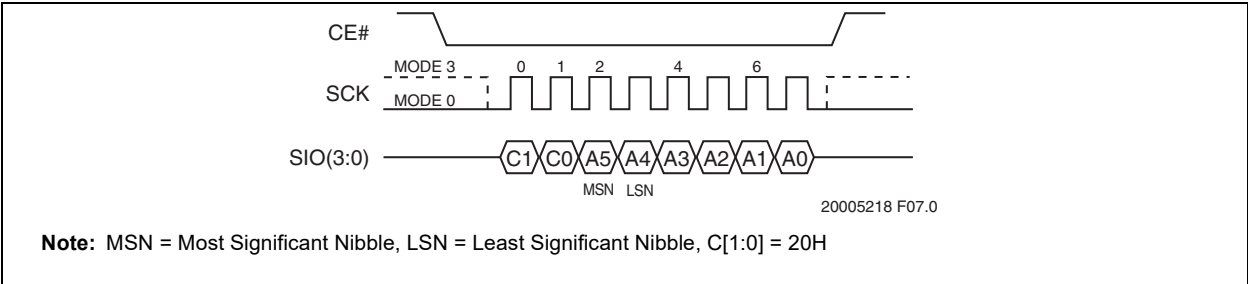 CE#
MODE 3 0 1 2 4 6
SCK MODE 0
SIO(3:0) C1 C0 A5 A4 A3 A2 A1 A0
MSN LSN
20005218 F07.0
Note: MSN = Most Significant Nibble, LSN = Least Significant Nibble, C[1:0] = 20H